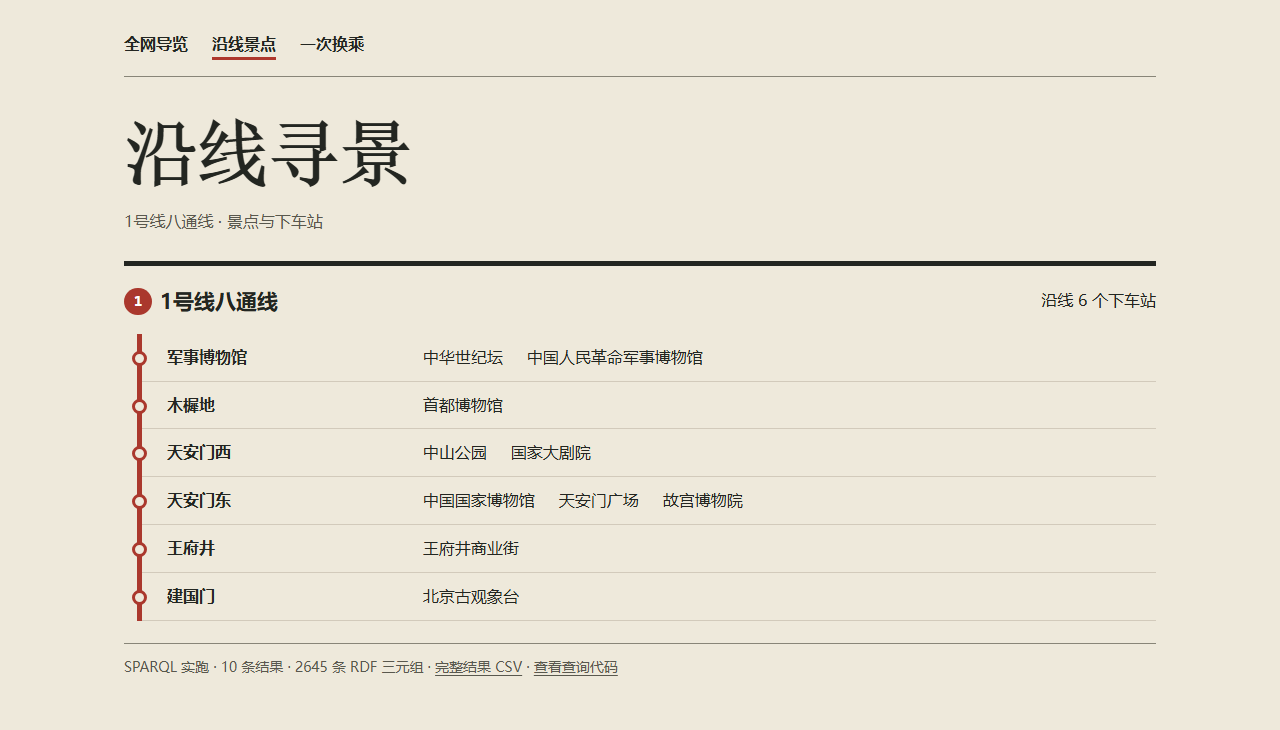 全网导览 沿线景点 一次换乘
沿线寻景
1号线八通线 · 景点与下车站
1 1号线八通线 沿线 6 个下车站
军事博物馆 中华世纪坛 中国人民革命军事博物馆
木樨地 首都博物馆
天安门西 中山公园 国家大剧院
天安门东 中国国家博物馆 天安门广场 故宫博物院
王府井 王府井商业街
建国门 北京古观象台
SPARQL 实跑 · 10 条结果 · 2645 条 RDF 三元组 · 完整结果 CSV · 查看查询代码